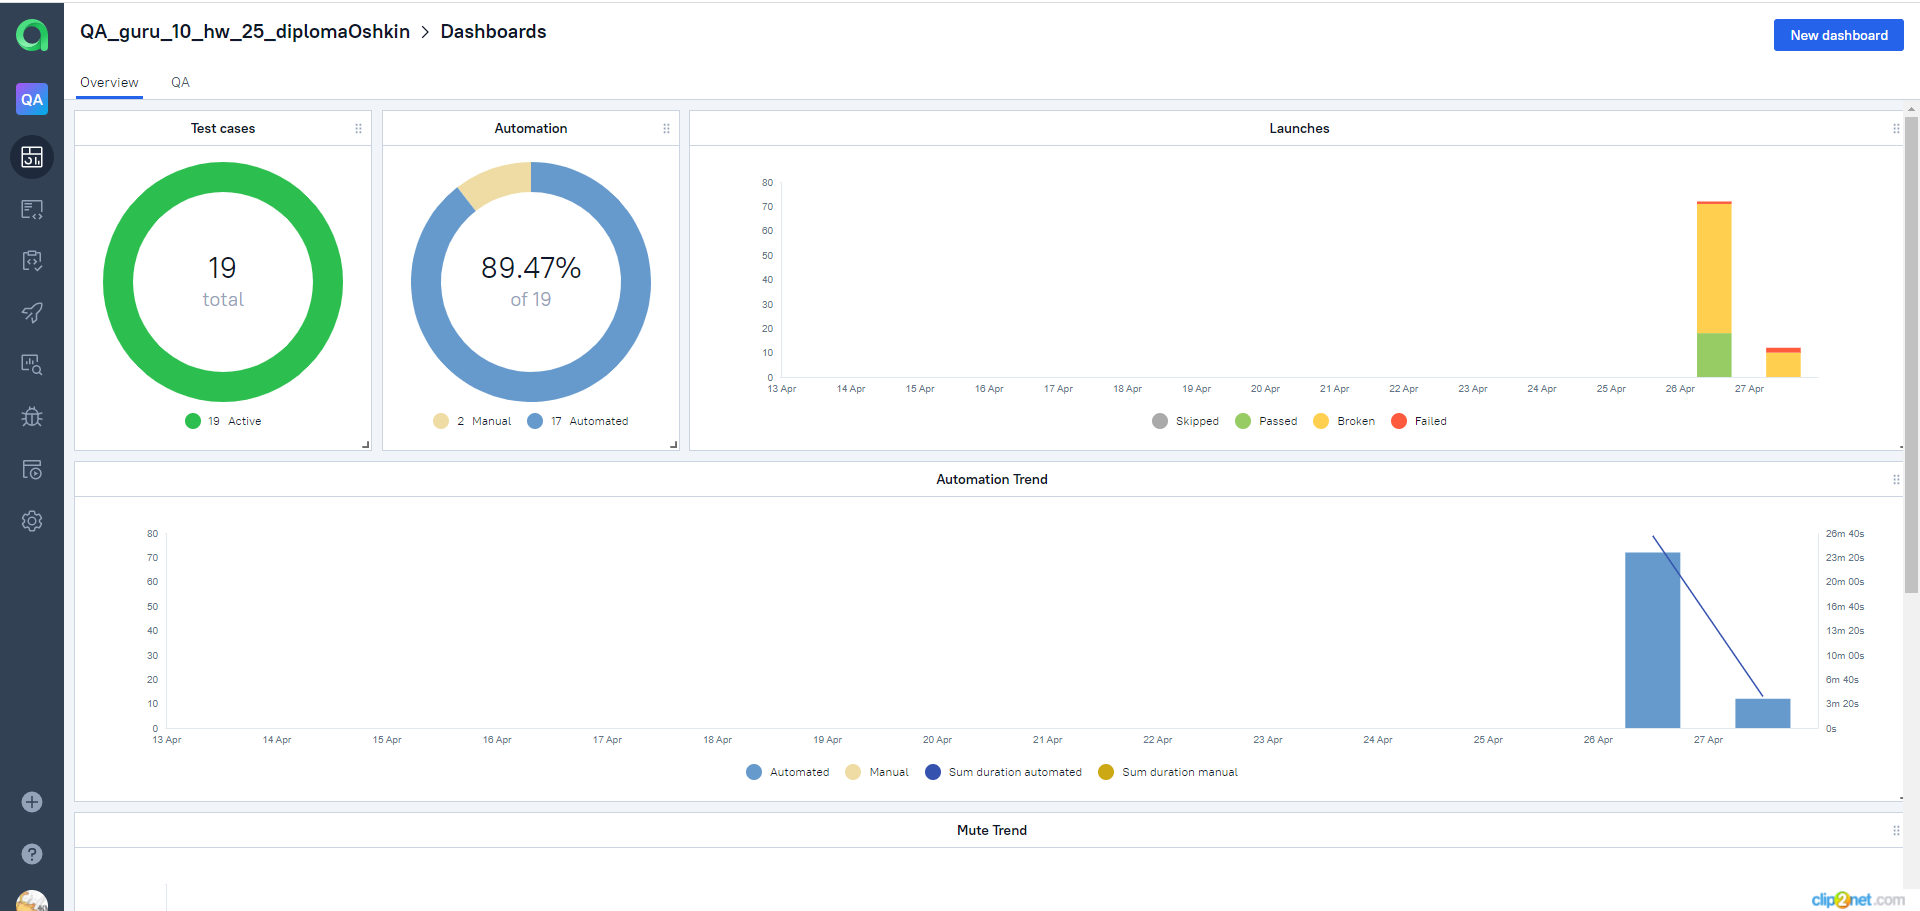 QA_guru_10_hw_25_diplomaOshkin > Dashboards
New dashboard
Overview QA
QA
Test cases
19
total
19 Active
Automation
89.47%
of 19
2 Manual 17 Automated
Launches
80
70
60
50
40
30
20
10
0
13 Apr 14 Apr 15 Apr 16 Apr 17 Apr 18 Apr 19 Apr 20 Apr 21 Apr 22 Apr 23 Apr 24 Apr 25 Apr 26 Apr 27 Apr
Skipped Passed Broken Failed
Automation Trend
80 26m 40s
70 23m 20s
60 20m 00s
50 16m 40s
40 13m 20s
30 10m 00s
20 6m 40s
10 3m 20s
0 0s
13 Apr 14 Apr 15 Apr 16 Apr 17 Apr 18 Apr 19 Apr 20 Apr 21 Apr 22 Apr 23 Apr 24 Apr 25 Apr 26 Apr 27 Apr
Automated Manual Sum duration automated Sum duration manual
Mute Trend
clip2net.com